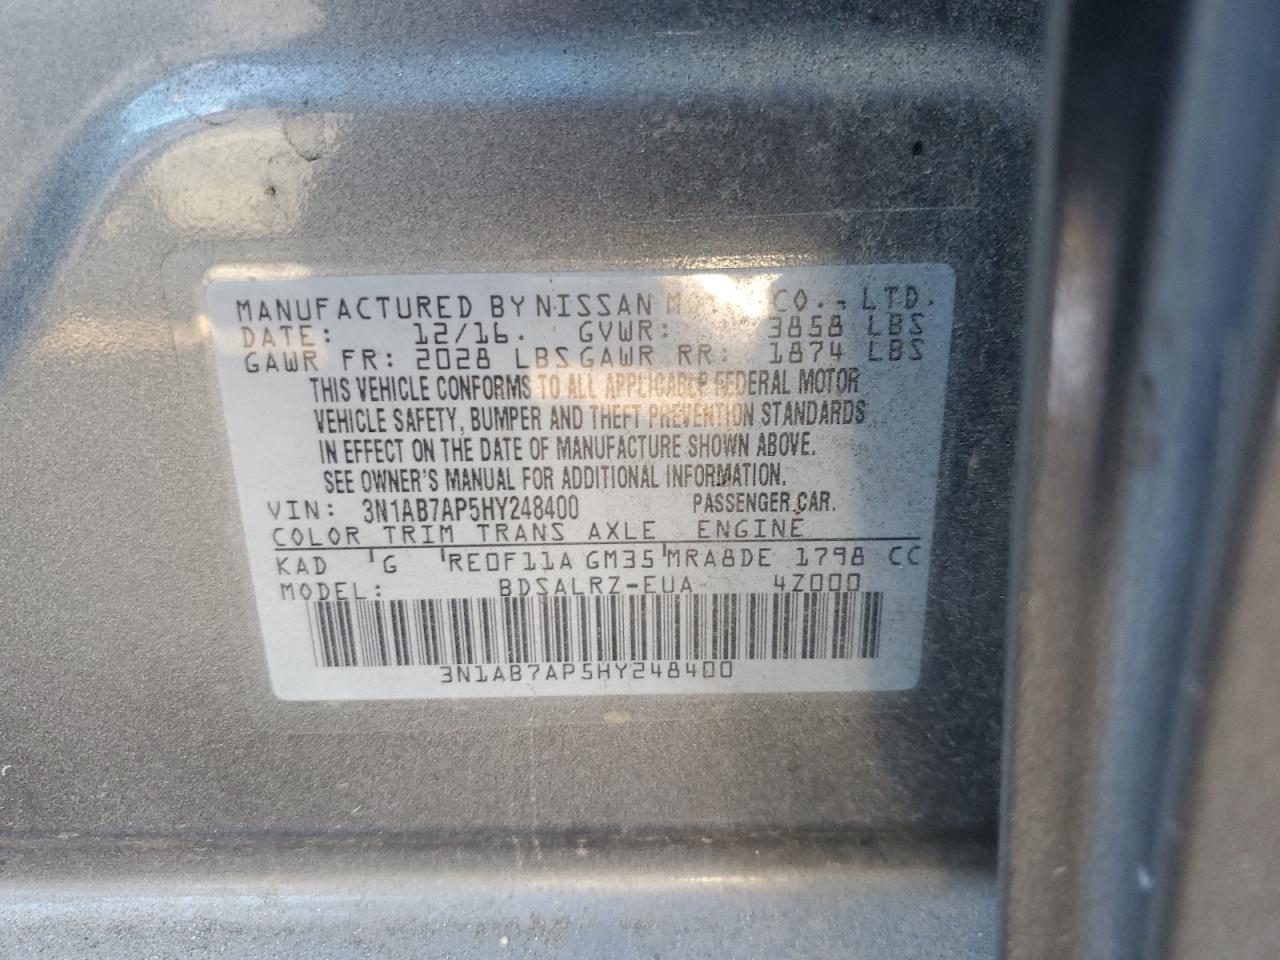 MANUFACTURED BY NISSAN MOTOR CO., LTD.
DATE: 12/16. GVWR: 3858 LBS
GAWR FR: 2028 LBS GAWR RR: 1874 LBS
THIS VEHICLE CONFORMS TO ALL APPLICABLE FEDERAL MOTOR
VEHICLE SAFETY, BUMPER AND THEFT PREVENTION STANDARDS
IN EFFECT ON THE DATE OF MANUFACTURE SHOWN ABOVE.
SEE OWNER'S MANUAL FOR ADDITIONAL INFORMATION.
VIN: 3N1AB7AP5HY248400 PASSENGER CAR.
COLOR TRIM TRANS AXLE ENGINE
KAD G RE0F11A GM35 MRA8DE 1798 CC
MODEL: BDSALRZ-EUA 4Z000
3N1AB7AP5HY248400